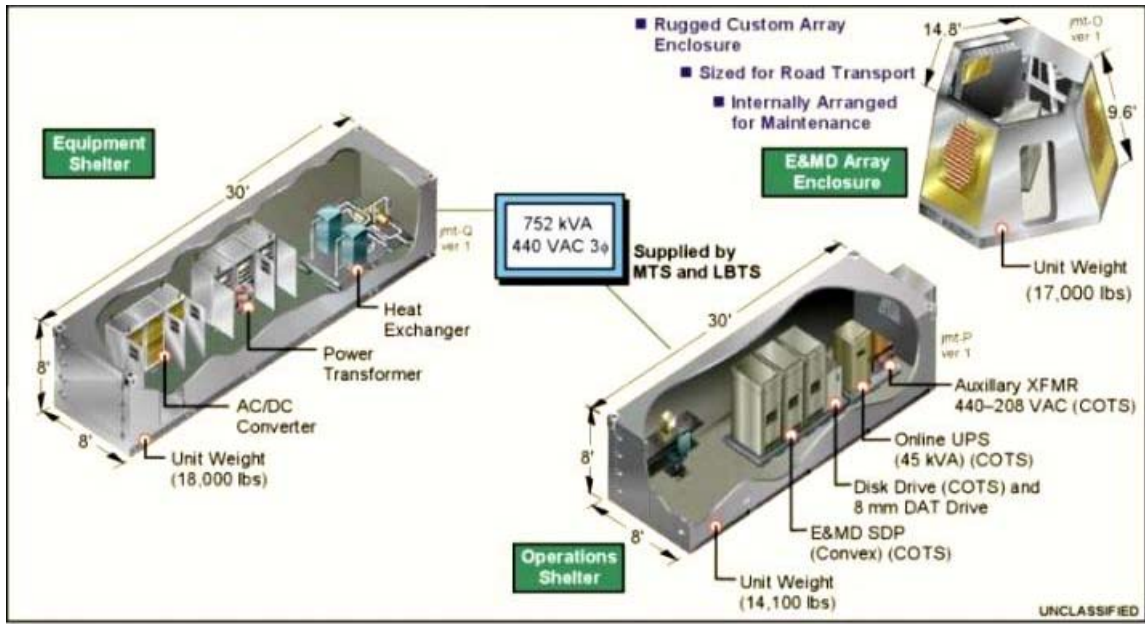 ■ Rugged Custom Array
Enclosure
■ Sized for Road Transport
■ Internally Arranged
for Maintenance
14.8'
jmt-O
ver 1
9.6'
E&MD Array
Enclosure
Unit Weight
(17,000 lbs)
Equipment
Shelter
30'
8'
8'
jmt-Q
ver 1
Heat
Exchanger
Power
Transformer
AC/DC
Converter
Unit Weight
(18,000 lbs)
752 kVA
440 VAC 3ϕ
Supplied by
MTS and LBTS
30'
8'
8'
jmt-P
ver 1
Auxillary XFMR
440–208 VAC (COTS)
Online UPS
(45 kVA) (COTS)
Disk Drive (COTS) and
8 mm DAT Drive
E&MD SDP
(Convex) (COTS)
Operations
Shelter
Unit Weight
(14,100 lbs)
UNCLASSIFIED